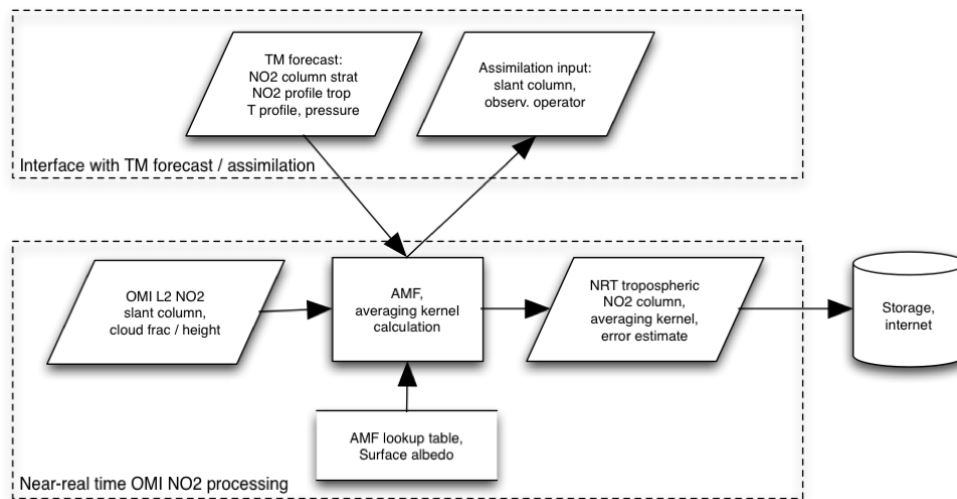 TM forecast:
NO2 column strat
NO2 profile trop
T profile, pressure
Assimilation input:
slant column,
observ. operator
Interface with TM forecast / assimilation
OMI L2 NO2
slant column,
cloud frac / height
AMF,
averaging kernel
calculation
NRT tropospheric
NO2 column,
averaging kernel,
error estimate
Storage,
internet
AMF lookup table,
Surface albedo
Near-real time OMI NO2 processing